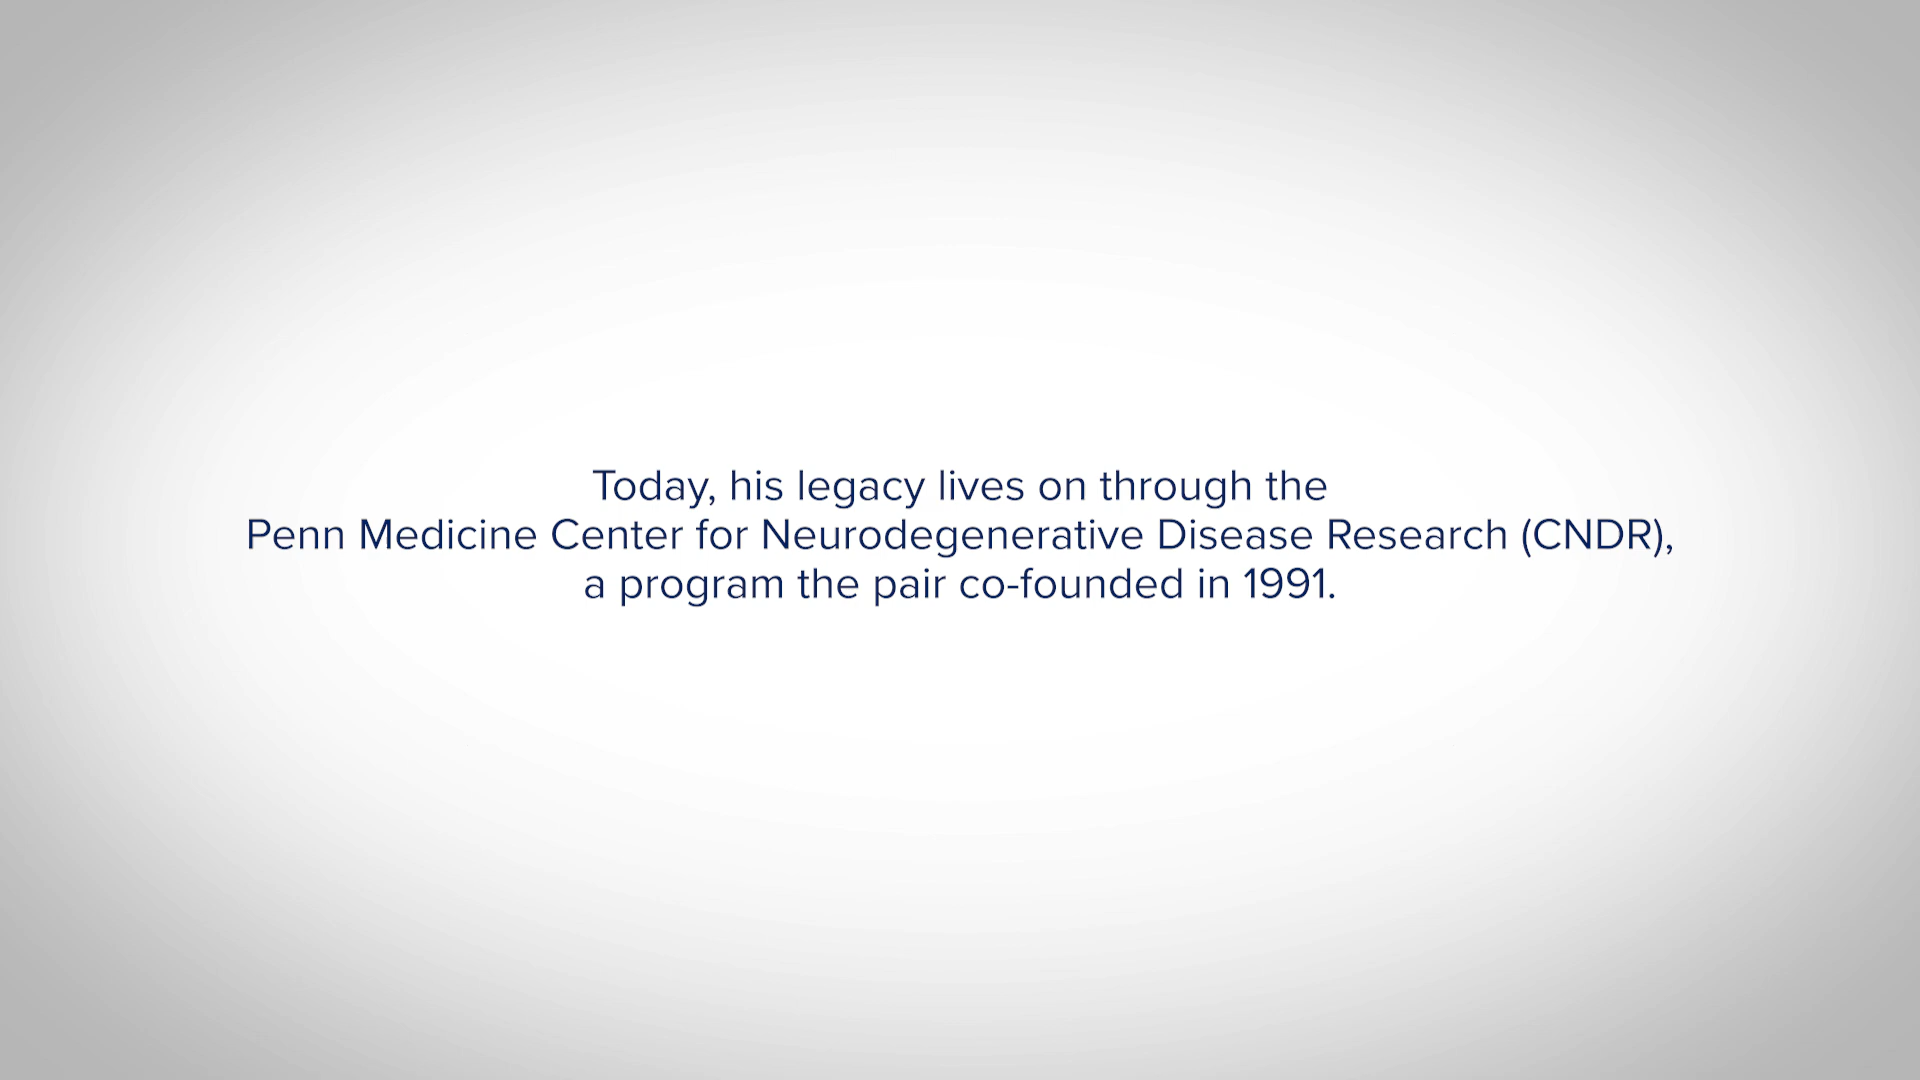 Today, his legacy lives on through the
Penn Medicine Center for Neurodegenerative Disease Research (CNDR),
a program the pair co-founded in 1991.